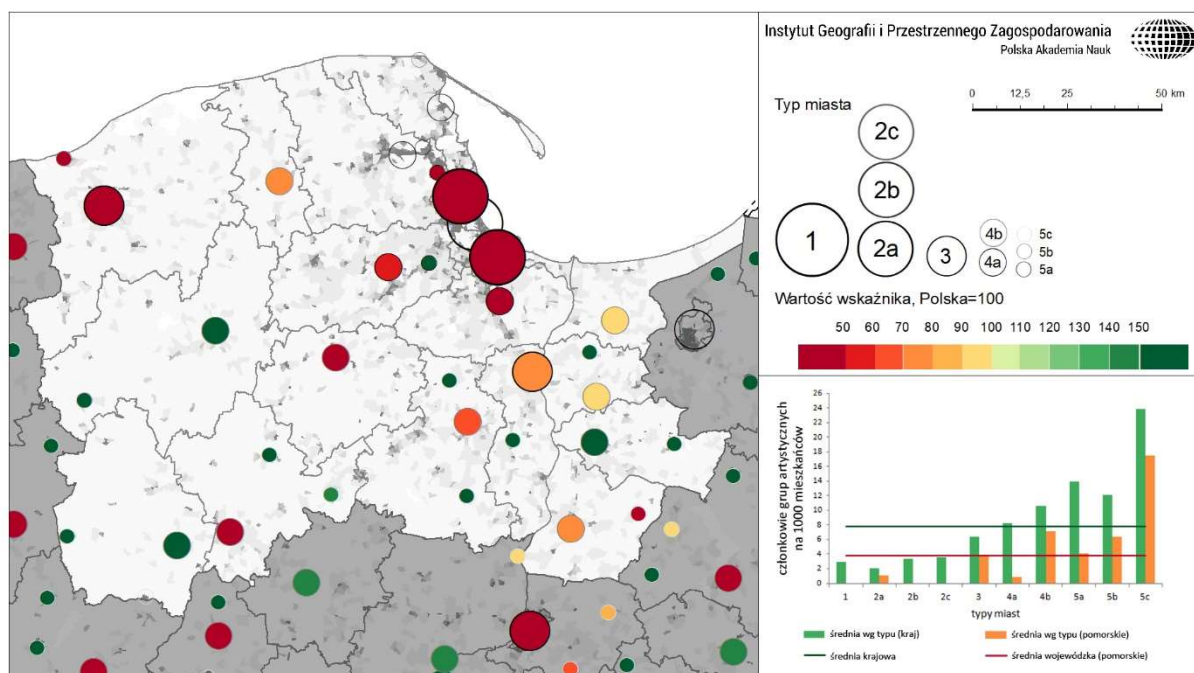 Instytut Geografii i Przestrzennego Zagospodarowania
Polska Akademia Nauk
0 12,5 25 50 km
Typ miasta
2c
2b
1
2a
3
4b
4a
5c
5b
5a
Wartość wskaźnika, Polska=100
50 60 70 80 90 100 110 120 130 150
członkowie grup artystycznych
na 1000 mieszkańców
26
24
22
20
18
16
14
12
10
8
6
4
2
0
1 2a 2b 2c 3 4a 4b 5a 5b 5c
typy miast
średnia wg typu (kraj)
średnia wg typu (pomorskie)
średnia krajowa
średnia wojewódzka (pomorskie)